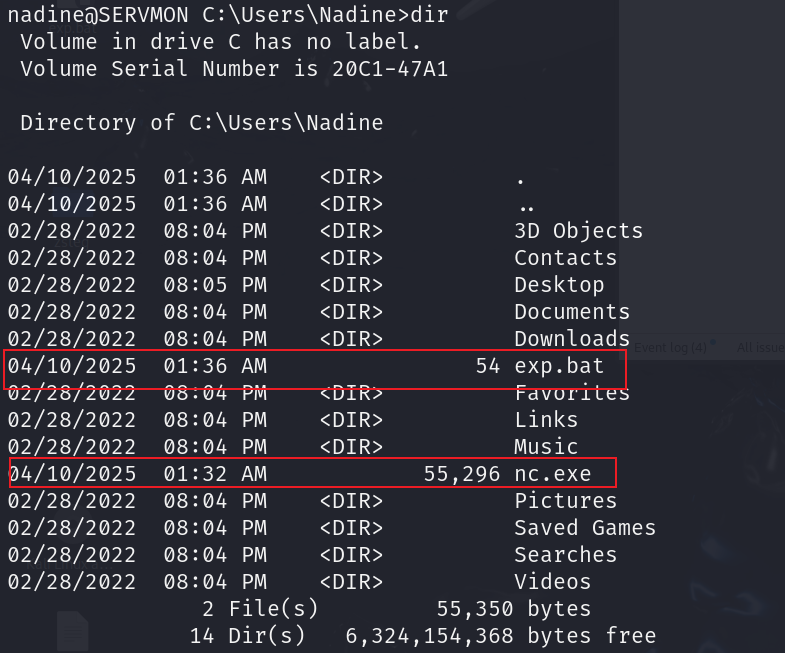 nadine@SERVMON C:\Users\Nadine>dir
 Volume in drive C has no label.
 Volume Serial Number is 20C1-47A1

 Directory of C:\Users\Nadine

04/10/2025  01:36 AM    <DIR>          .
04/10/2025  01:36 AM    <DIR>          ..
02/28/2022  08:04 PM    <DIR>          3D Objects
02/28/2022  08:04 PM    <DIR>          Contacts
02/28/2022  08:05 PM    <DIR>          Desktop
02/28/2022  08:04 PM    <DIR>          Documents
02/28/2022  08:04 PM    <DIR>          Downloads
Event log (4) All issue
04/10/2025  01:36 AM                54 exp.bat
02/28/2022  08:04 PM    <DIR>          Favorites
02/28/2022  08:04 PM    <DIR>          Links
02/28/2022  08:04 PM    <DIR>          Music
04/10/2025  01:32 AM            55,296 nc.exe
02/28/2022  08:04 PM    <DIR>          Pictures
02/28/2022  08:04 PM    <DIR>          Saved Games
02/28/2022  08:04 PM    <DIR>          Searches
02/28/2022  08:04 PM    <DIR>          Videos
               2 File(s)         55,350 bytes
              14 Dir(s)   6,324,154,368 bytes free